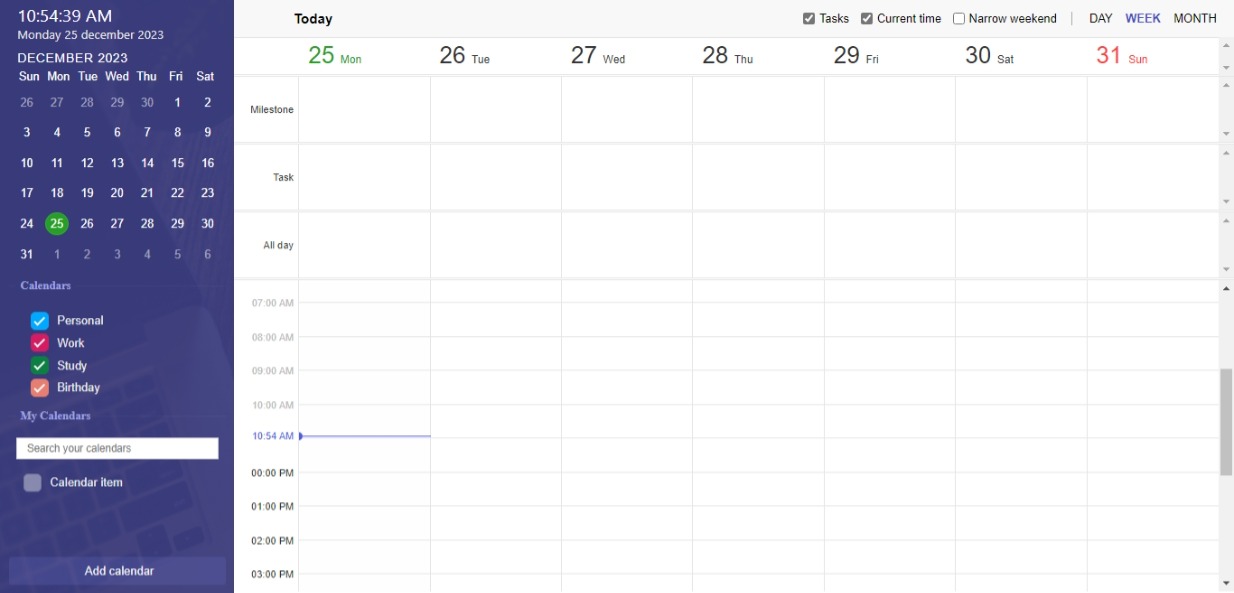 10:54:39 AM
Monday 25 december 2023
DECEMBER 2023
Sun Mon Tue Wed Thu Fri Sat
26 27 28 29 30 1 2
3 4 5 6 7 8 9
10 11 12 13 14 15 16
17 18 19 20 21 22 23
24 25 26 27 28 29 30
31 1 2 3 4 5 6
Calendars
Personal
Work
Study
Birthday
My Calendars
Search your calendars
Calendar item
Add calendar
Today
Tasks Current time Narrow weekend | DAY WEEK MONTH
25 Mon 26 Tue 27 Wed 28 Thu 29 Fri 30 Sat 31 Sun
Milestone
Task
All day
07:00 AM
08:00 AM
09:00 AM
10:00 AM
10:54 AM
00:00 PM
01:00 PM
02:00 PM
03:00 PM